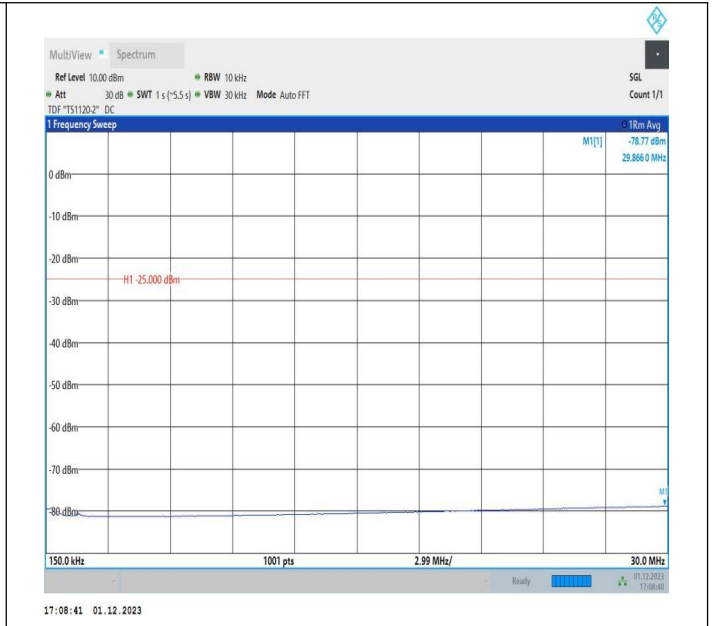 MultiView Spectrum
Ref Level 10.00 dBm RBW 10 kHz SGL
Att 30 dB SWT 1 s (~5.5 s) VBW 30 kHz Mode Auto FFT Count 1/1
TDF "TS1120-2" DC
1 Frequency Sweep 1Rm Avg
M1[1] -78.77 dBm
29.866 0 MHz
0 dBm
-10 dBm
-20 dBm
H1 -25.000 dBm
-30 dBm
-40 dBm
-50 dBm
-60 dBm
-70 dBm
M1
-80 dBm
150.0 kHz 1001 pts 2.99 MHz/ 30.0 MHz
Ready 01.12.2023
17:08:40
17:08:41 01.12.2023